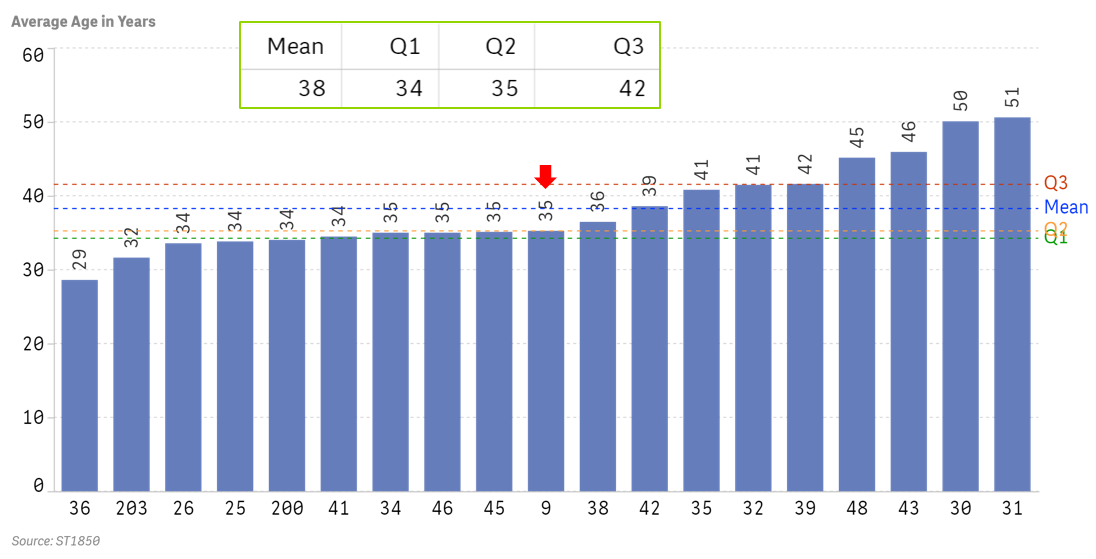 Average Age in Years
Mean Q1 Q2 Q3
38 34 35 42
60
50
40
30
20
10
0
29 32 34 34 34 34 35 35 35 35 36 39 41 41 42 45 46 50 51
Q3
Mean
Q2
Q1
36 203 26 25 200 41 34 46 45 9 38 42 35 32 39 48 43 30 31
Source: ST1850